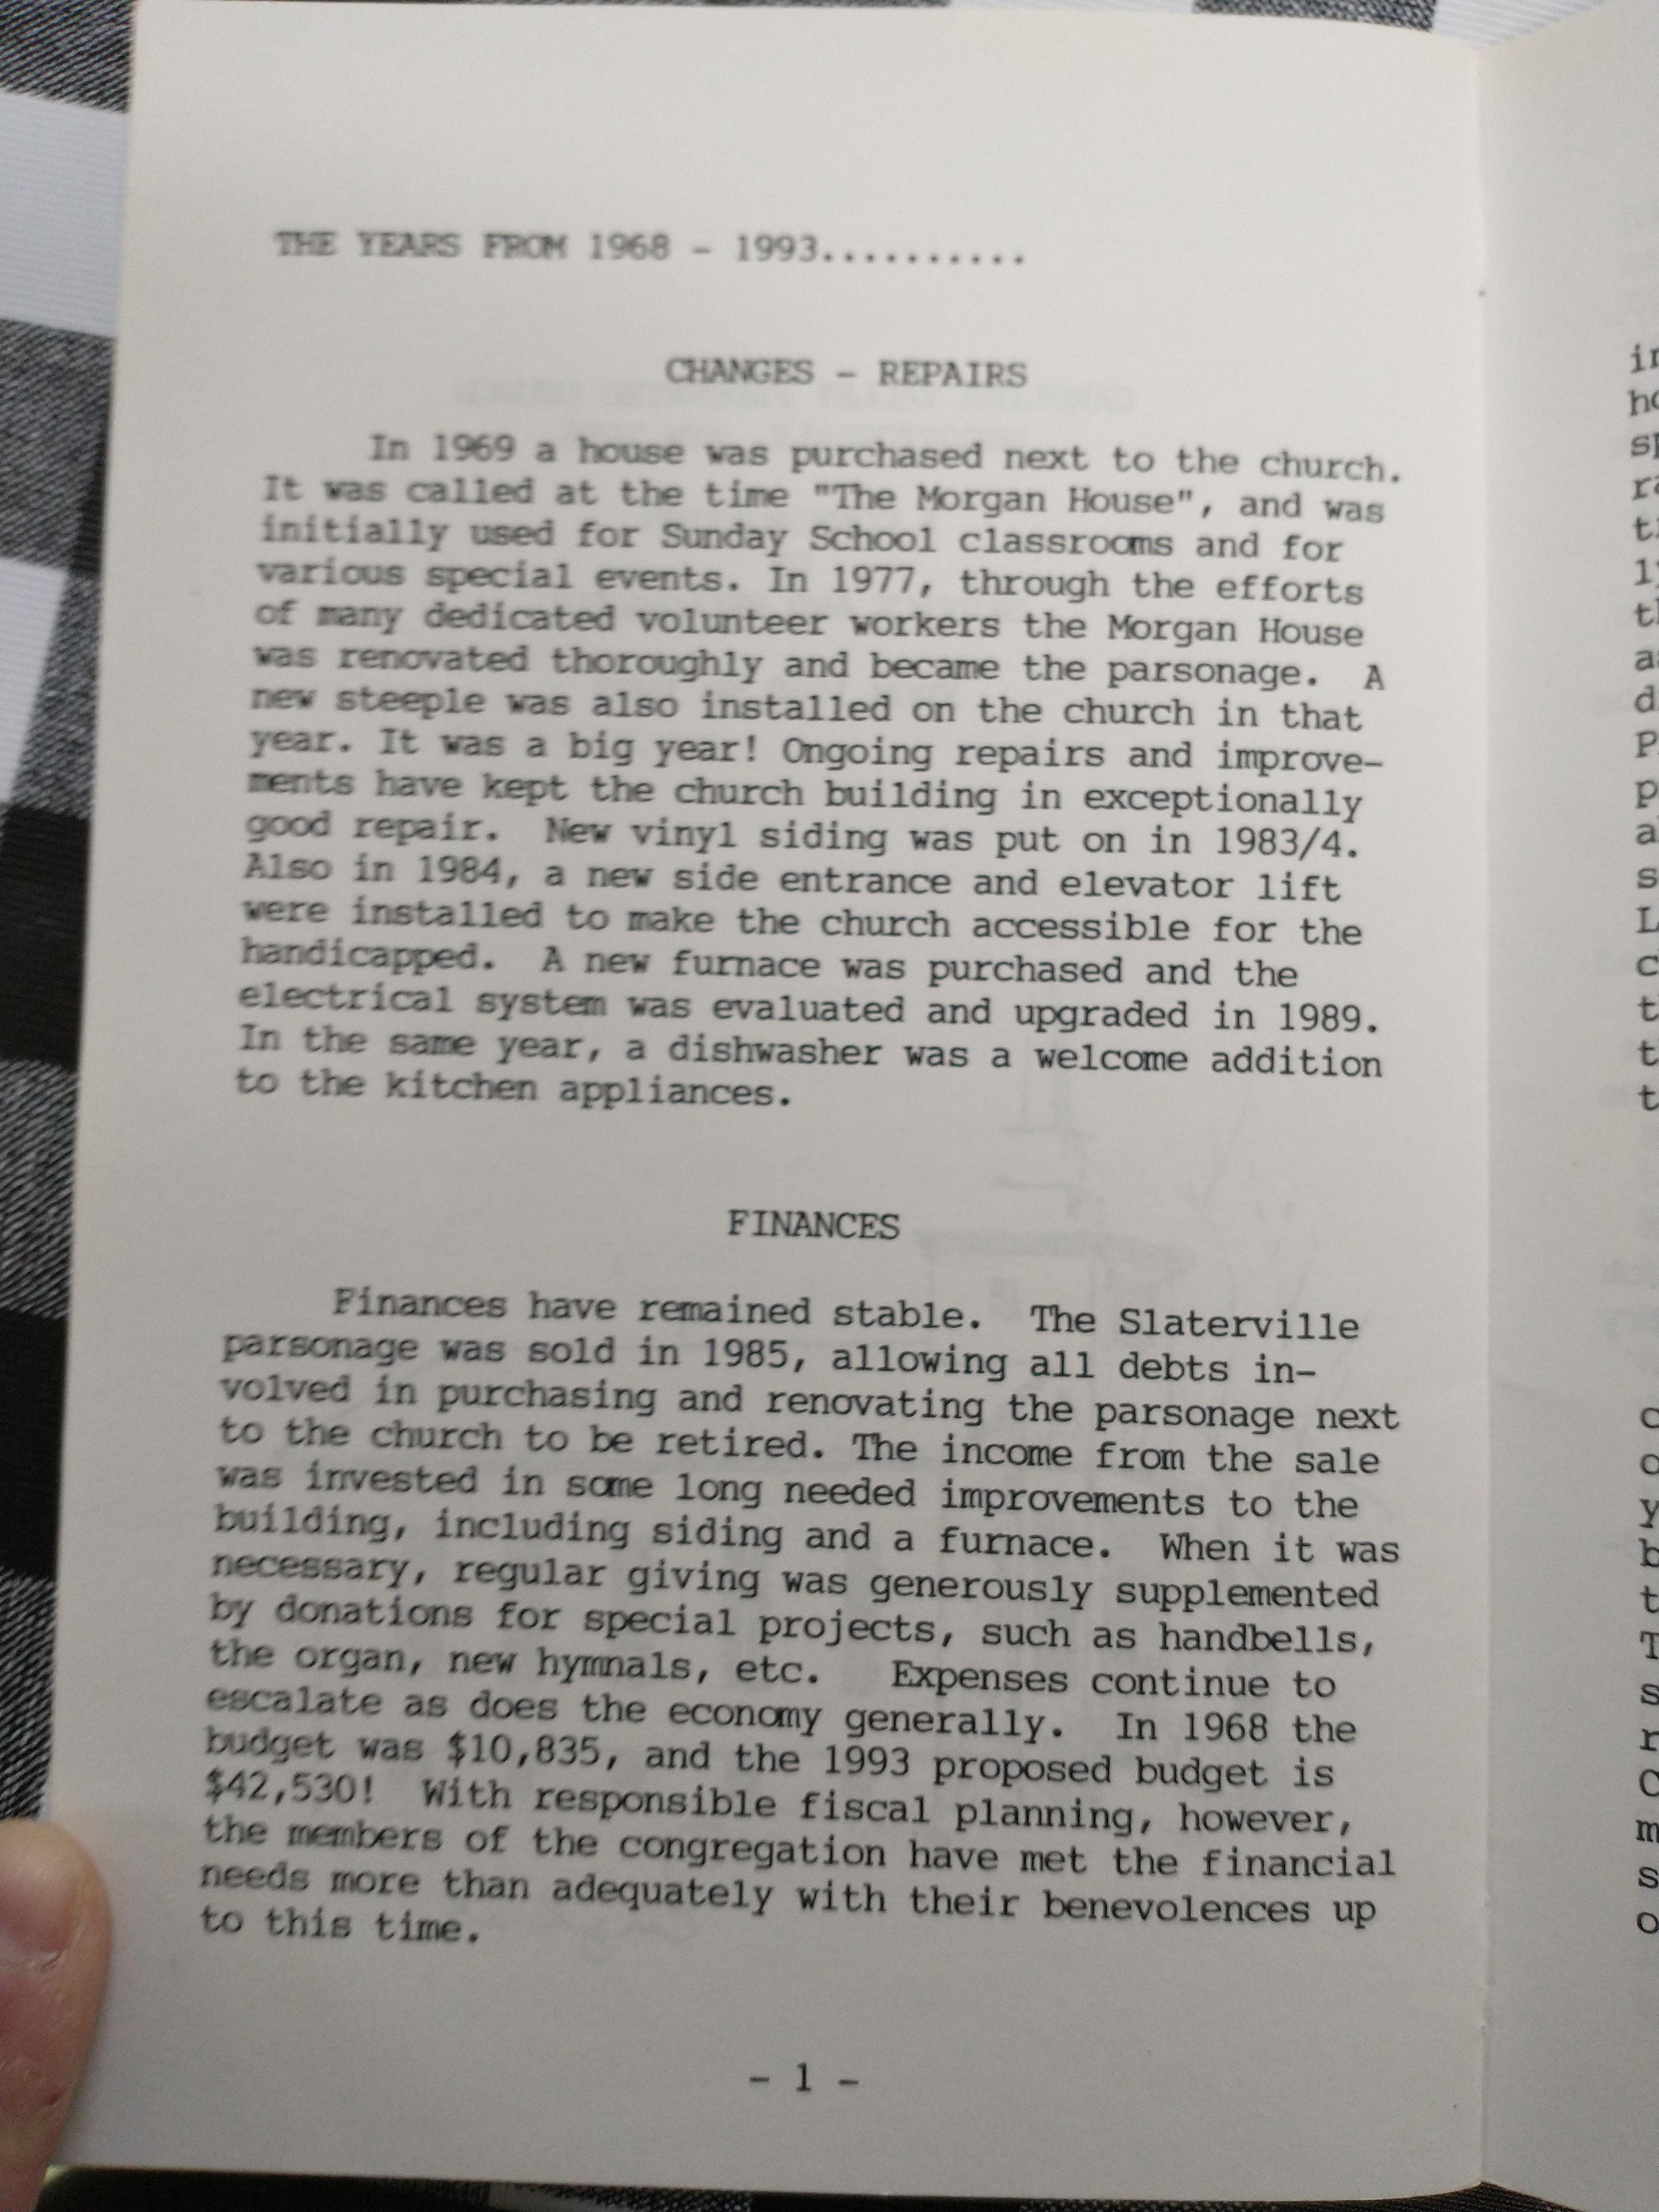 THE YEARS FROM 1968 - 1993..........
CHANGES - REPAIRS
In 1969 a house was purchased next to the church.
It was called at the time "The Morgan House", and was
initially used for Sunday School classrooms and for
various special events. In 1977, through the efforts
of many dedicated volunteer workers the Morgan House
was renovated thoroughly and became the parsonage. A
new steeple was also installed on the church in that
year. It was a big year! Ongoing repairs and improve-
ments have kept the church building in exceptionally
good repair. New vinyl siding was put on in 1983/4.
Also in 1984, a new side entrance and elevator lift
were installed to make the church accessible for the
handicapped. A new furnace was purchased and the
electrical system was evaluated and upgraded in 1989.
In the same year, a dishwasher was a welcome addition
to the kitchen appliances.
FINANCES
Finances have remained stable. The Slaterville
parsonage was sold in 1985, allowing all debts in-
volved in purchasing and renovating the parsonage next
to the church to be retired. The income from the sale
was invested in some long needed improvements to the
building, including siding and a furnace. When it was
necessary, regular giving was generously supplemented
by donations for special projects, such as handbells,
the organ, new hymnals, etc. Expenses continue to
escalate as does the economy generally. In 1968 the
budget was $10,835, and the 1993 proposed budget is
$42,530! With responsible fiscal planning, however,
the members of the congregation have met the financial
needs more than adequately with their benevolences up
to this time.
- 1 -